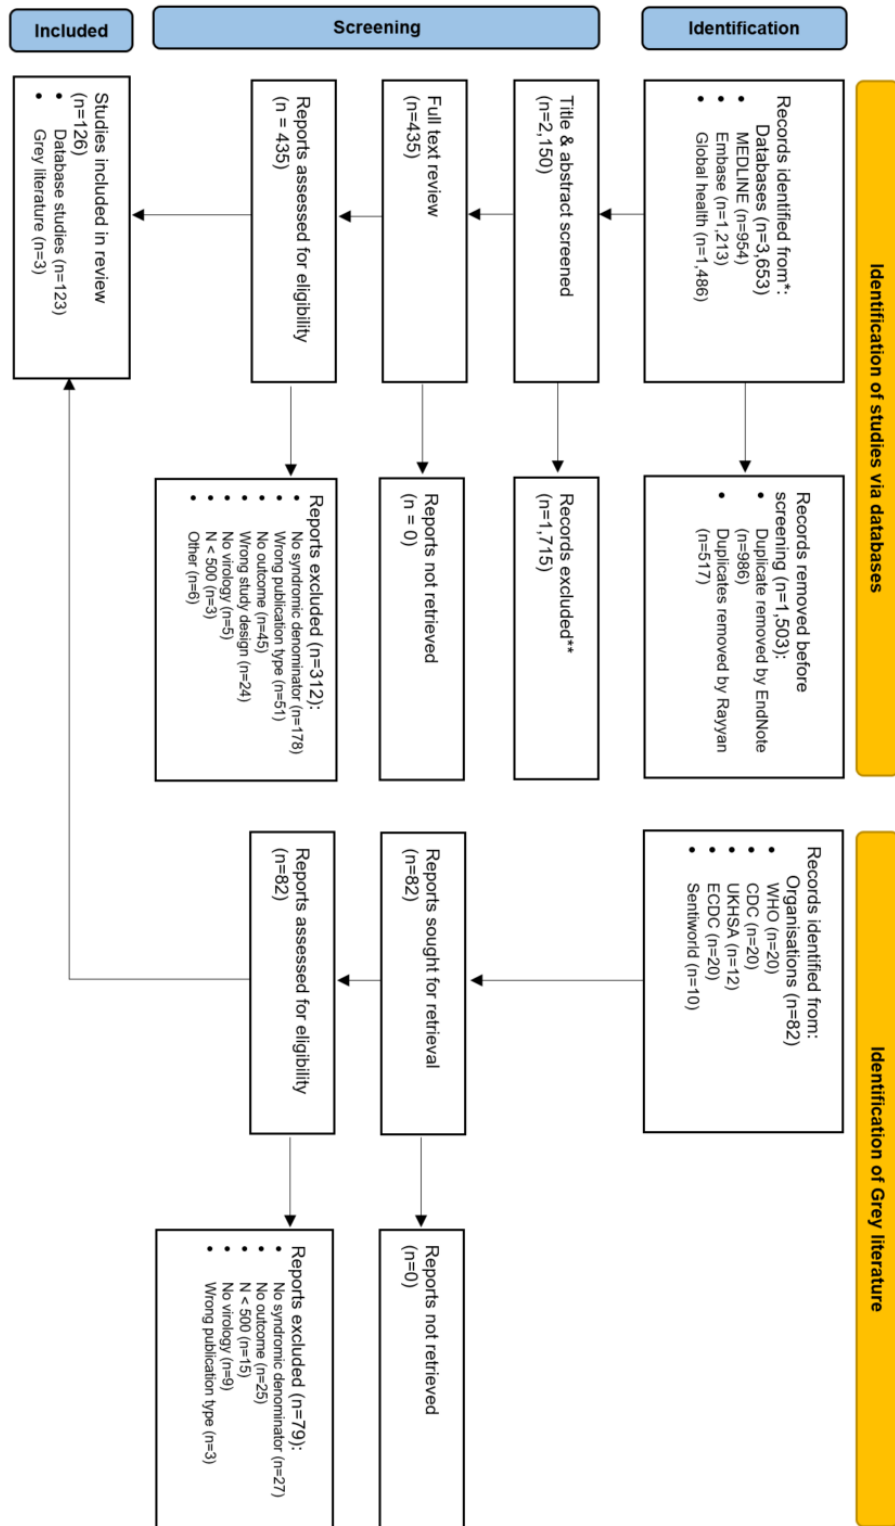 Identification of studies via databases
Identification of Grey literature
Identification
Records identified from*:
Databases (n=3,653)
• MEDLINE (n=954)
• Embase (n=1,213)
• Global health (n=1,486)
Records removed before
screening (n=1,503):
• Duplicate removed by EndNote
(n=986)
• Duplicates removed by Rayyan
(n=517)
Records identified from:
Organisations (n=82)
• WHO (n=20)
• CDC (n=20)
• UKHSA (n=12)
• ECDC (n=20)
• Sentiworld (n=10)
Screening
Title & abstract screened
(n=2,150)
Records excluded**
(n=1,715)
Full text review
(n=435)
Reports not retrieved
(n = 0)
Reports sought for retrieval
(n=82)
Reports not retrieved
(n=0)
Reports assessed for eligibility
(n = 435)
Reports excluded (n=312):
• No syndromic denominator (n=178)
• Wrong publication type (n=51)
• No outcome (n=45)
• Wrong study design (n=24)
• No virology (n=5)
• N < 500 (n=3)
• Other (n=6)
Reports assessed for eligibility
(n=82)
Reports excluded (n=79):
• No syndromic denominator (n=27)
• No outcome (n=25)
• N < 500 (n=15)
• No virology (n=9)
• Wrong publication type (n=3)
Included
Studies included in review
(n=126)
• Database studies (n=123)
• Grey literature (n=3)